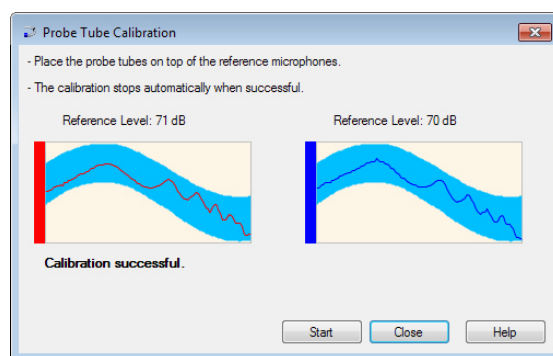 Probe Tube Calibration
- Place the probe tubes on top of the reference microphones.
- The calibration stops automatically when successful.
Reference Level: 71 dB
Reference Level: 70 dB
Calibration successful.
Start
Close
Help